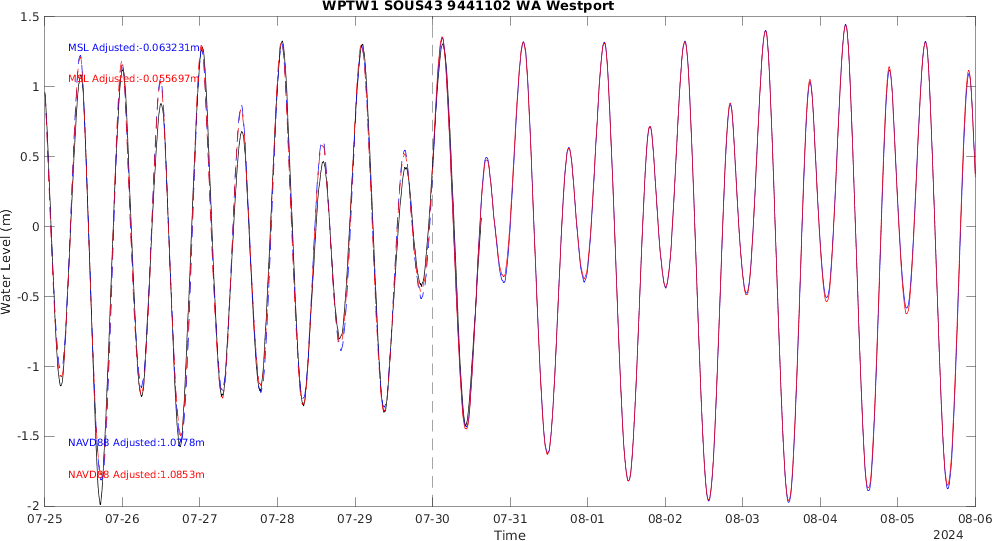 WPTW1 SOUS43 9441102 WA Westport
1.5
MSL Adjusted:-0.063231m
MSL Adjusted:-0.055697m
1
0.5
0
-0.5
-1
-1.5
-2
Water Level (m)
NAVD88 Adjusted:1.0778m
NAVD88 Adjusted:1.0853m
07-25 07-26 07-27 07-28 07-29 07-30 07-31 08-01 08-02 08-03 08-04 08-05 08-06
Time
2024